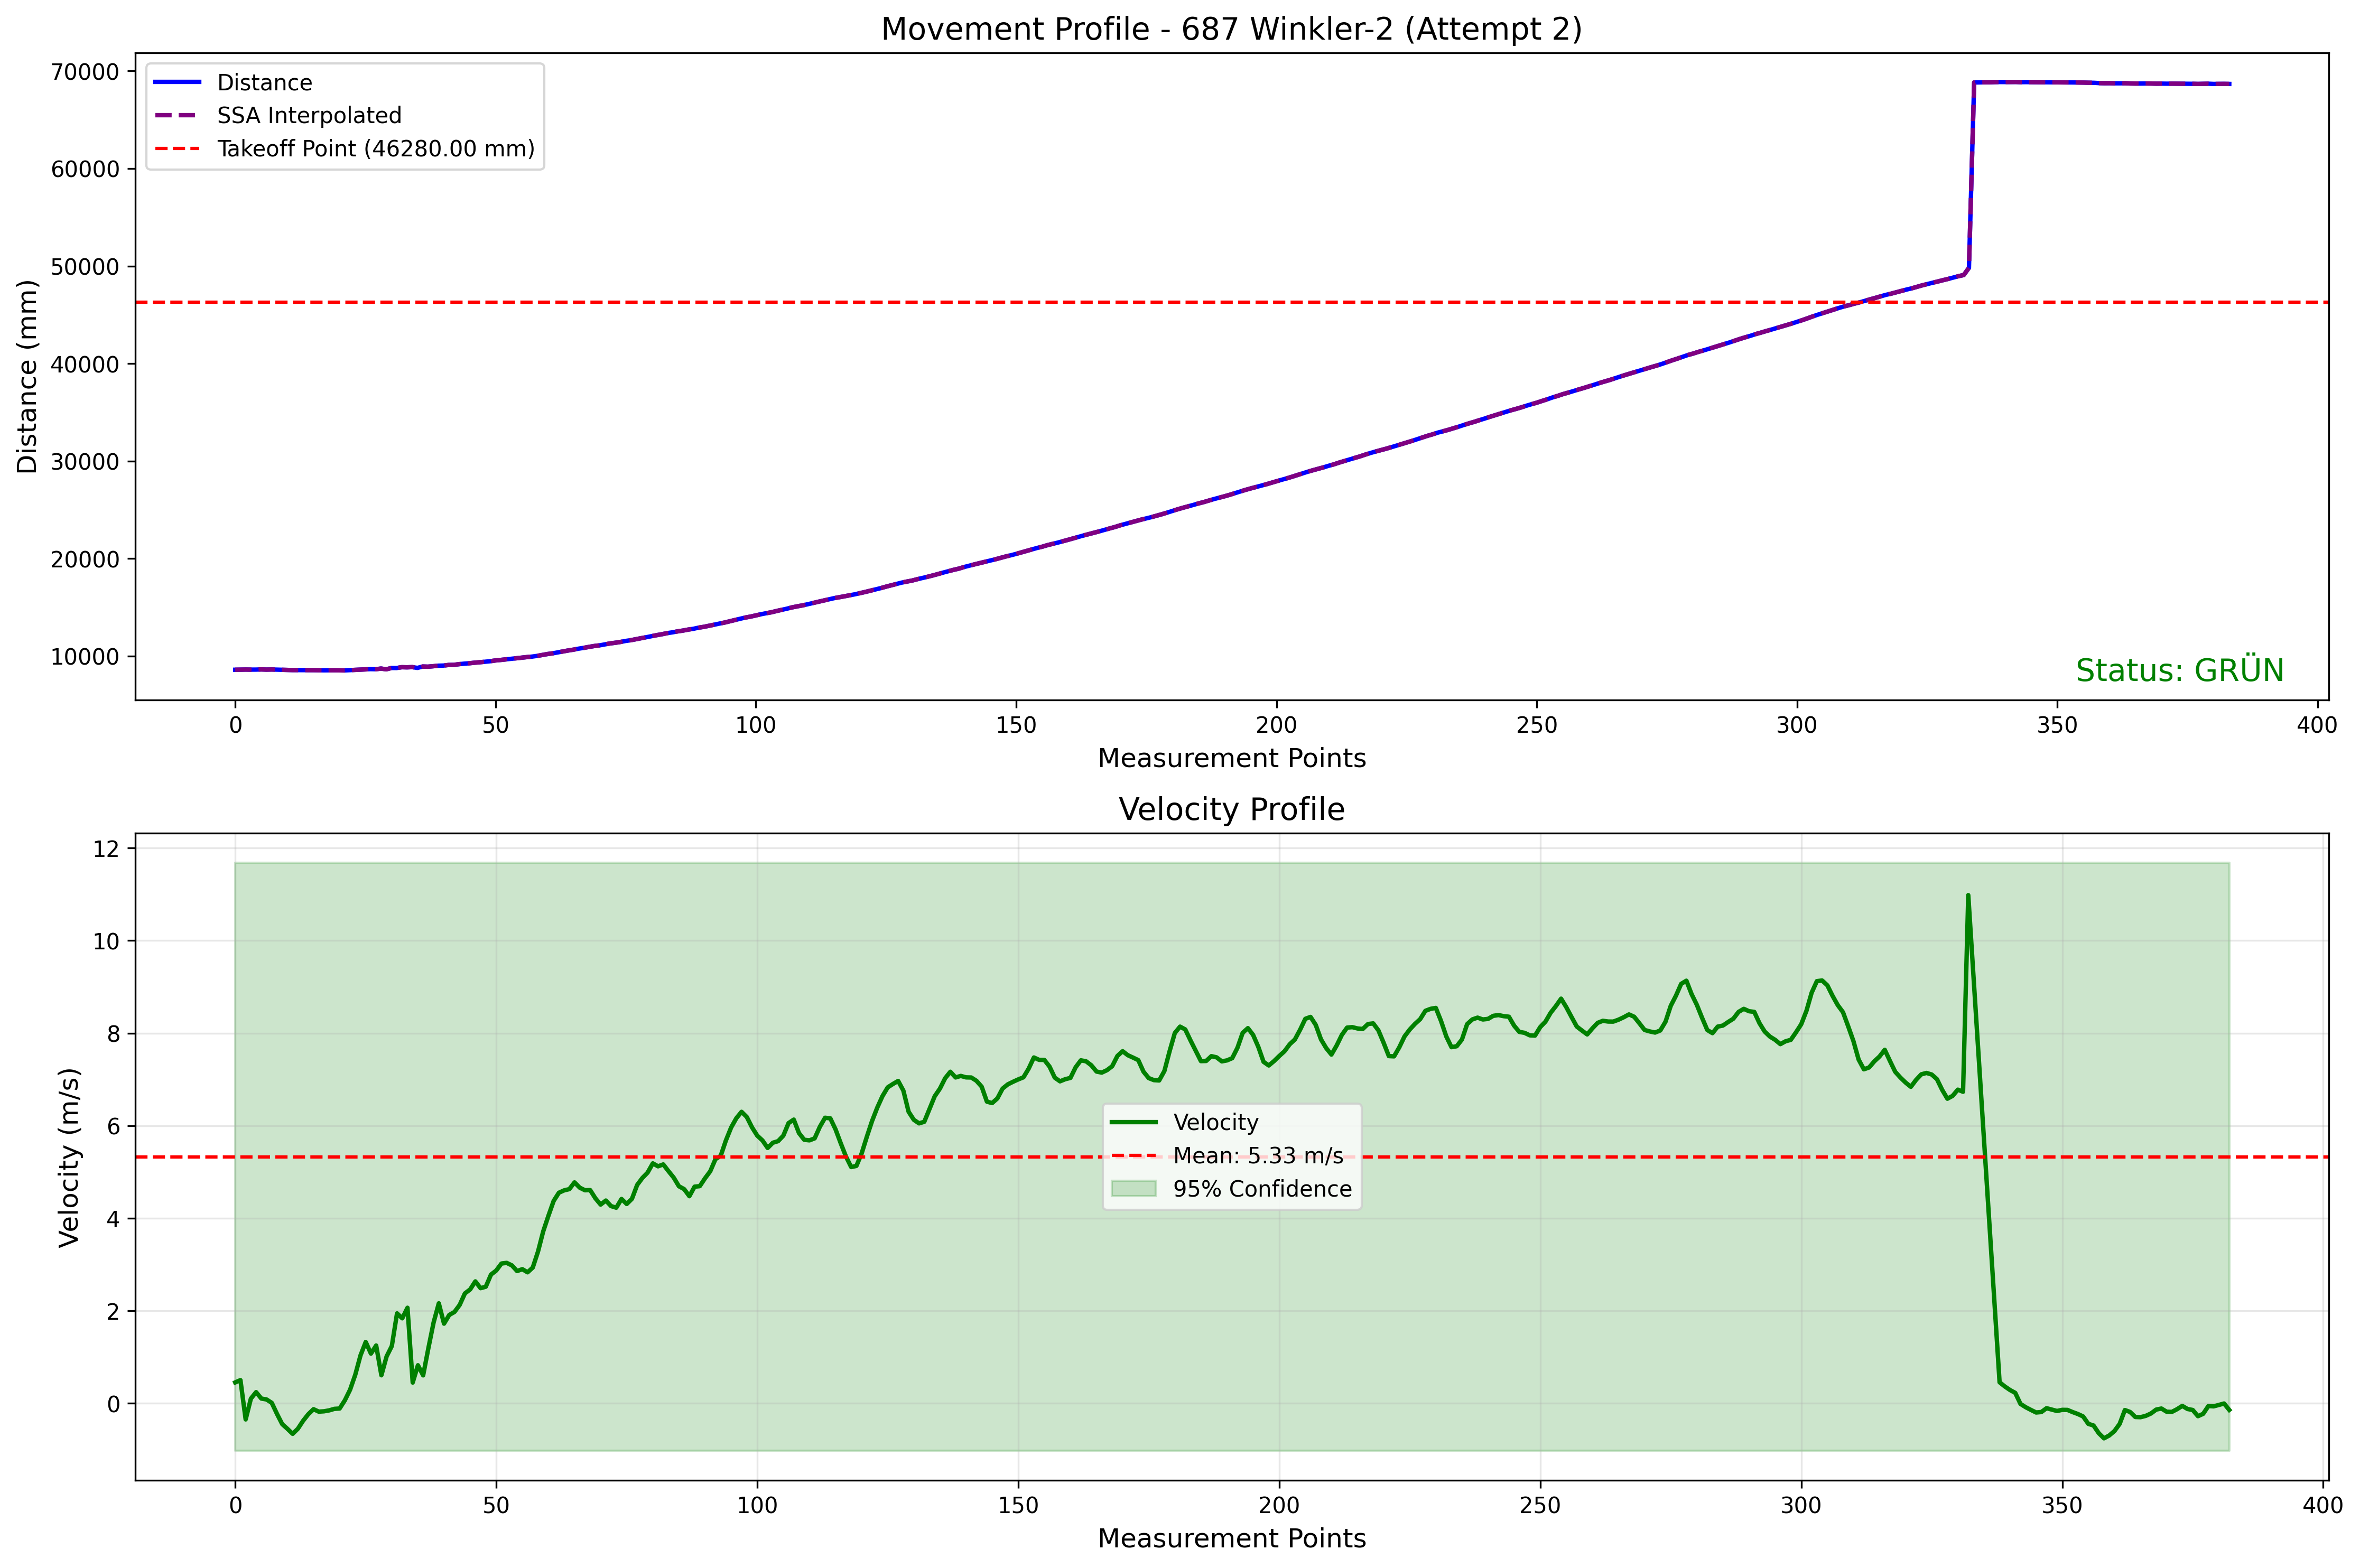 Movement Profile - 687 Winkler-2 (Attempt 2)
Distance
SSA Interpolated
Takeoff Point (46280.00 mm)
Distance (mm)
70000
60000
50000
40000
30000
20000
10000
Status: GRÜN
0 50 100 150 200 250 300 350 400
Measurement Points
Velocity Profile
Velocity (m/s)
12
10
8
6
4
2
0
Velocity
Mean: 5.33 m/s
95% Confidence
0 50 100 150 200 250 300 350 400
Measurement Points